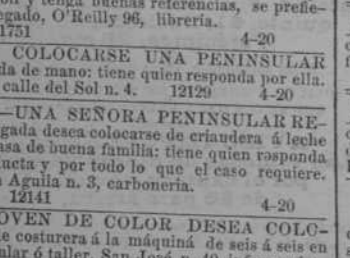 y tenga buenas referencias, se prefie-
egado, O'Reilly 96, librería.
1751 4-20
COLOCARSE UNA PENINSULAR
da de mano: tiene quien responda por ella.
calle del Sol n. 4. 12129 4-20
—UNA SEÑORA PENINSULAR RE-
gada desea colocarse de criandera á leche
asa de buena familia: tiene quien responda
ucta y por todo lo que el caso requiere.
Aguila n. 3, carbonería.
12141 4-20
OVEN DE COLOR DESEA COLO-
e costurera á la máquina de seis á seis en
ular ó taller. San José n.